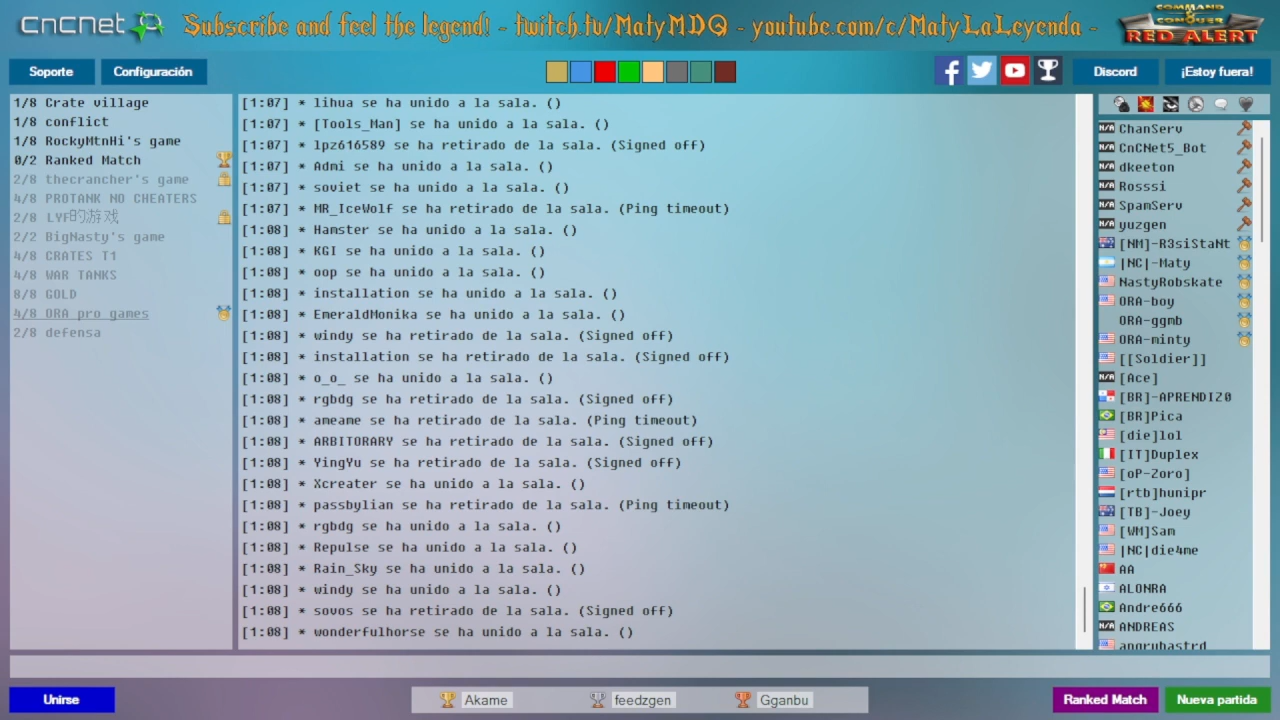 CnCNet
Subscribe and feel the legend! - twitch.tv/MatyMDQ - youtube.com/c/MatyLaLeyenda -
COMMAND & CONQUER
RED ALERT
Soporte
Configuración
Discord
¡Estoy fuera!
1/8 Crate village
1/8 conflict
1/8 RockyMtnHi's game
0/2 Ranked Match
2/8 thecrancher's game
4/8 PROTANK NO CHEATERS
2/8 LYF的游戏
2/2 BigNasty's game
4/8 CRATES T1
4/8 WAR TANKS
8/8 GOLD
4/8 ORA pro games
2/8 defensa
[1:07] * lihua se ha unido a la sala. ()
[1:07] * [Tools_Man] se ha unido a la sala. ()
[1:07] * lpz616589 se ha retirado de la sala. (Signed off)
[1:07] * Admi se ha unido a la sala. ()
[1:07] * soviet se ha unido a la sala. ()
[1:07] * MR_IceWolf se ha retirado de la sala. (Ping timeout)
[1:08] * Hamster se ha unido a la sala. ()
[1:08] * KGI se ha unido a la sala. ()
[1:08] * oop se ha unido a la sala. ()
[1:08] * installation se ha unido a la sala. ()
[1:08] * EmeraldMonika se ha unido a la sala. ()
[1:08] * windy se ha retirado de la sala. (Signed off)
[1:08] * installation se ha retirado de la sala. (Signed off)
[1:08] * o_o_ se ha unido a la sala. ()
[1:08] * rgbdg se ha retirado de la sala. (Signed off)
[1:08] * ameame se ha retirado de la sala. (Ping timeout)
[1:08] * ARBITORARY se ha retirado de la sala. (Signed off)
[1:08] * YingYu se ha retirado de la sala. (Signed off)
[1:08] * Xcreater se ha unido a la sala. ()
[1:08] * passbylian se ha retirado de la sala. (Ping timeout)
[1:08] * rgbdg se ha unido a la sala. ()
[1:08] * Repulse se ha unido a la sala. ()
[1:08] * Rain_Sky se ha unido a la sala. ()
[1:08] * windy se ha unido a la sala. ()
[1:08] * sovos se ha retirado de la sala. (Signed off)
[1:08] * wonderfulhorse se ha unido a la sala. ()
N/A ChanServ
N/A CnCNet5_Bot
N/A dkeeton
N/A Rosssi
N/A SpamServ
N/A yuzgen
[NM]-R3siStaNt
|NC|-Maty
NastyRobskate
ORA-boy
ORA-ggmb
ORA-minty
[[Soldier]]
N/A [Ace]
[BR]-APRENDIZ0
[BR]Pica
[die]lol
[IT]Duplex
[oP-Zoro]
[rtb]hunipr
[TB]-Joey
[WM]Sam
|NC|die4me
AA
ALONRA
Andre666
N/A ANDREAS
angrybastrd
Unirse
Akame
feedzgen
Gganbu
Ranked Match
Nueva partida